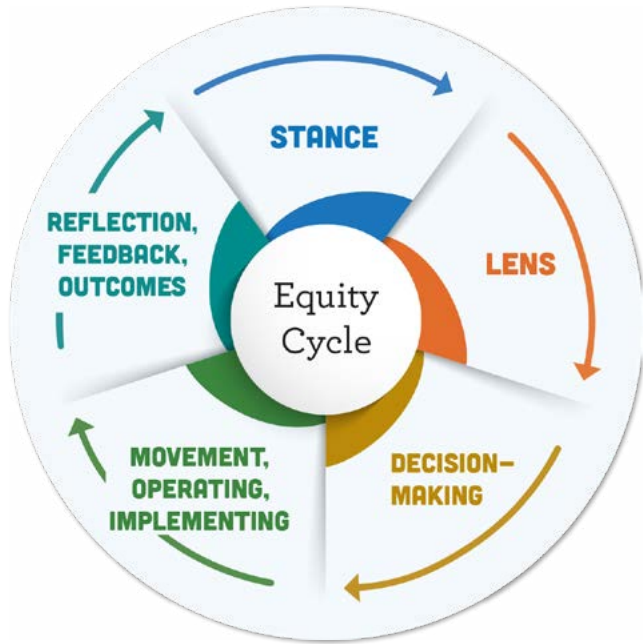 STANCE
LENS
DECISION-
MAKING
MOVEMENT,
OPERATING,
IMPLEMENTING
REFLECTION,
FEEDBACK,
OUTCOMES
Equity
Cycle